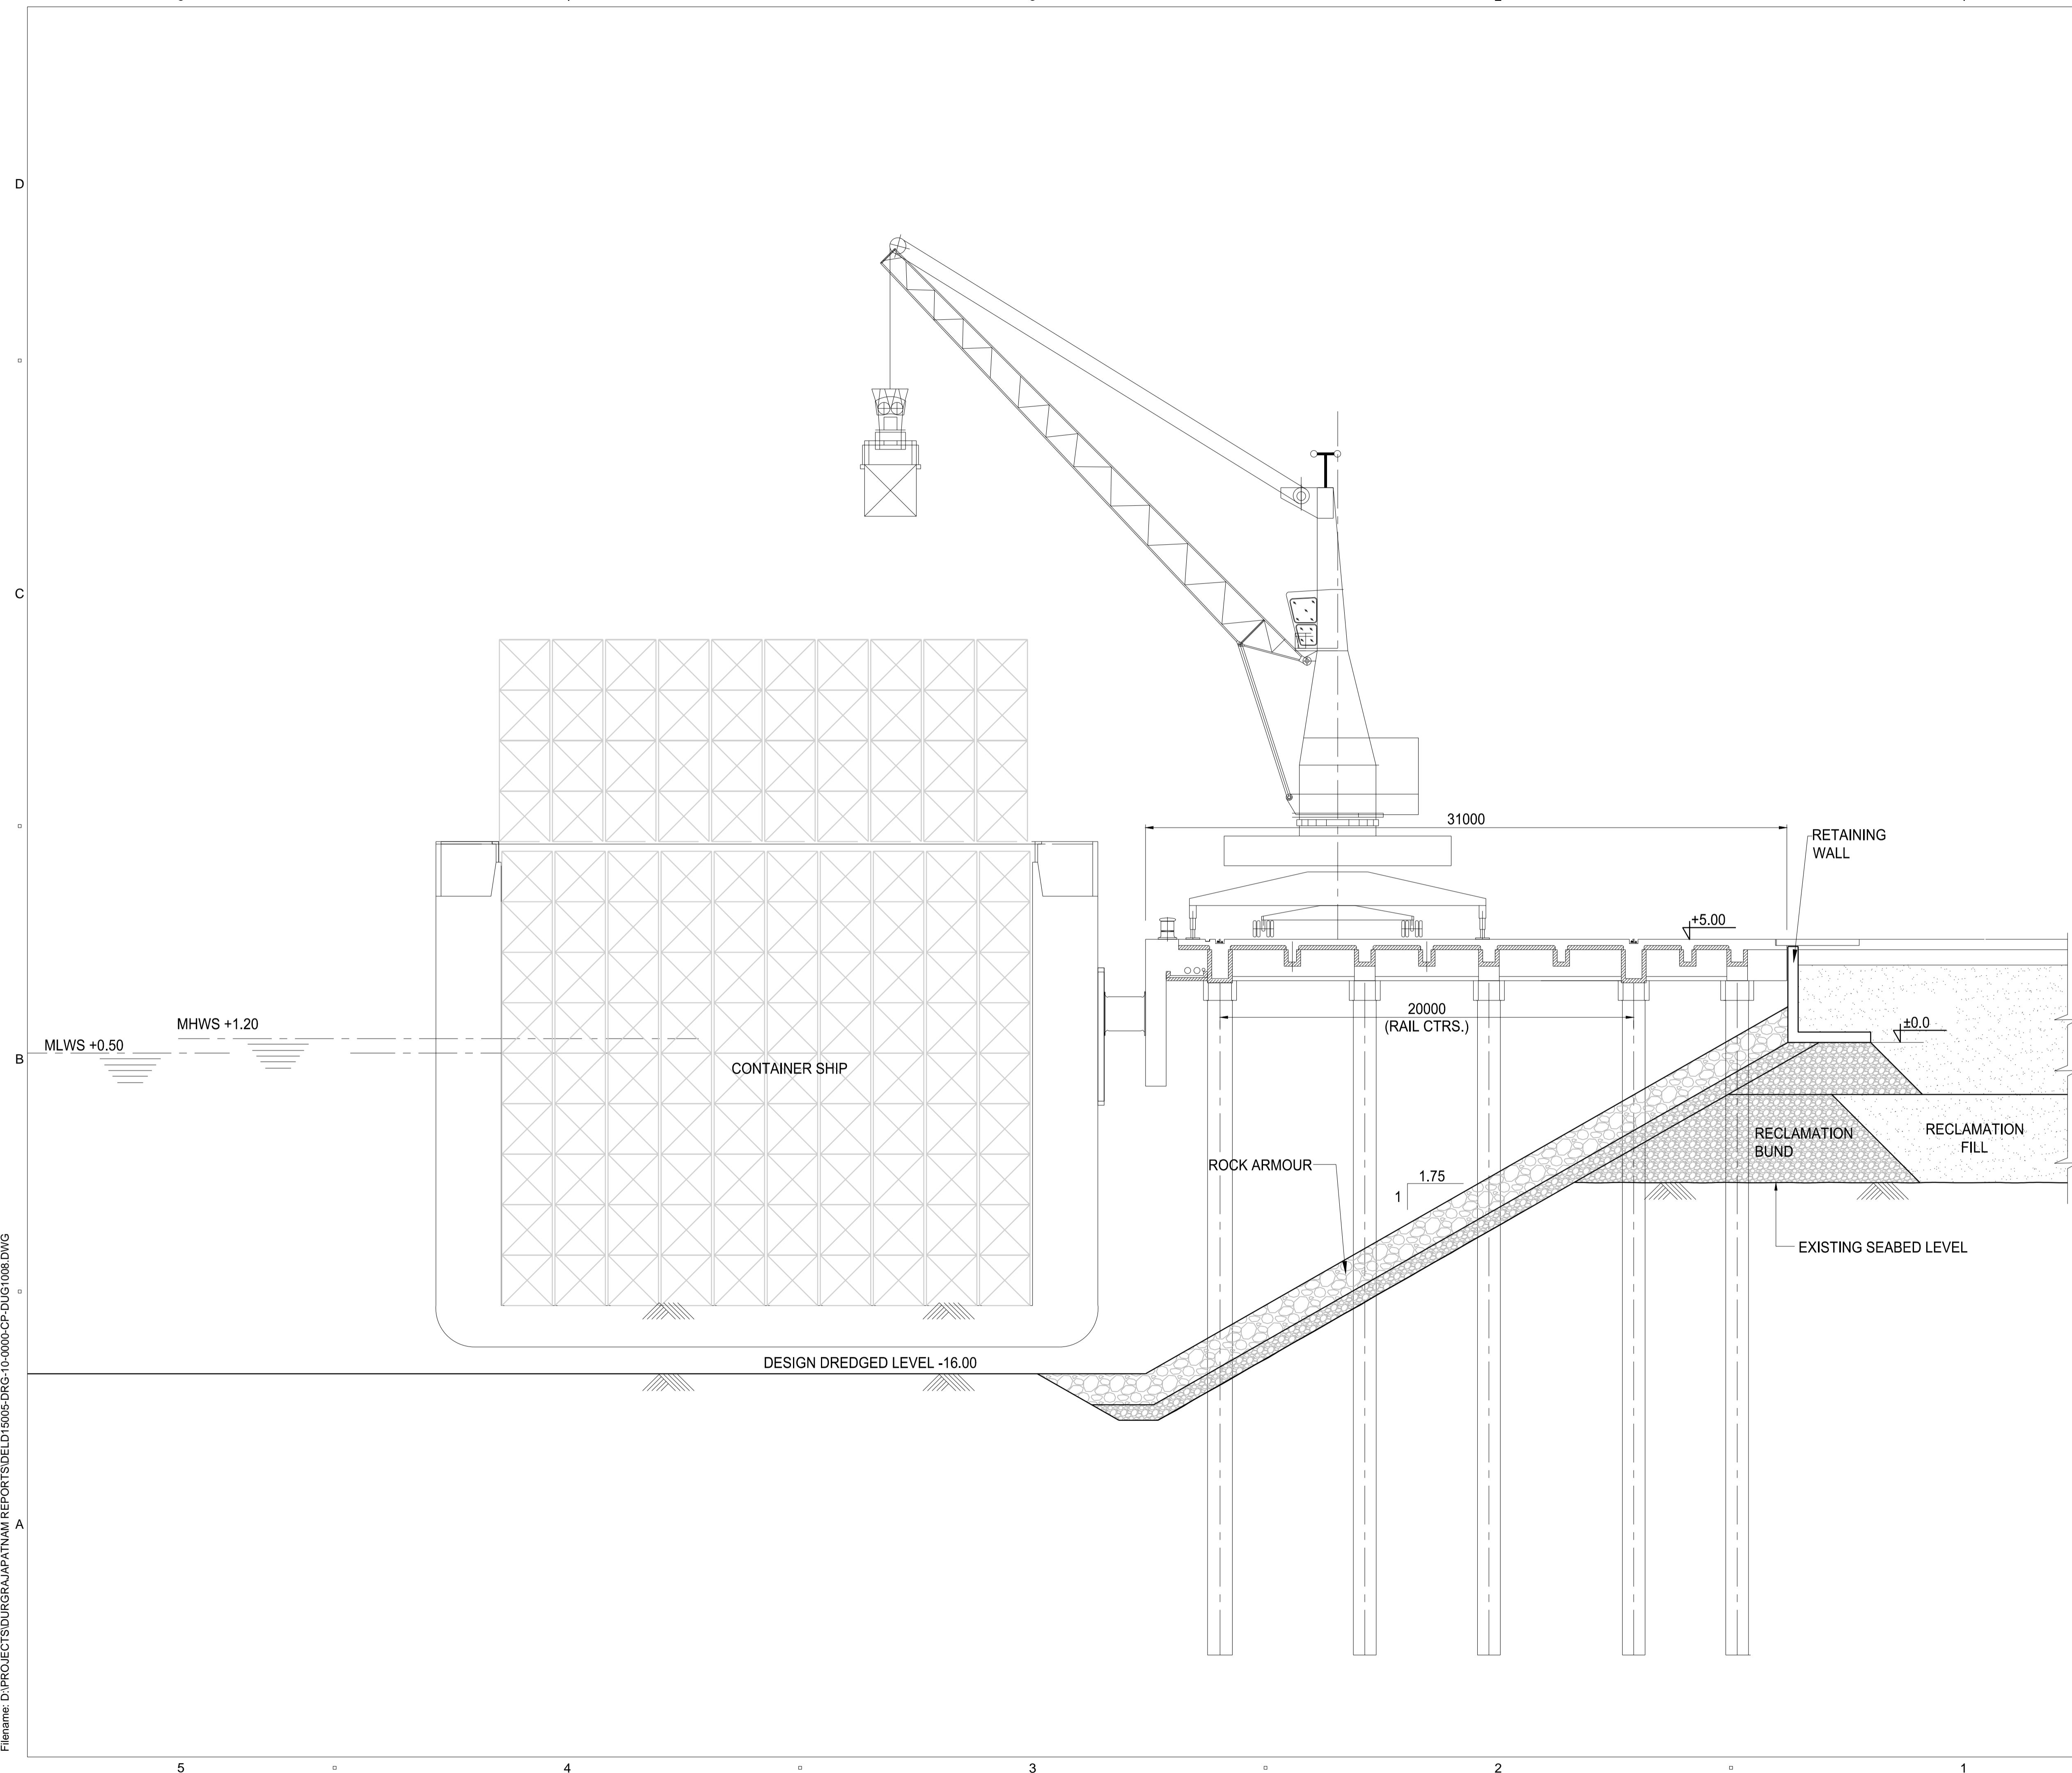 D
C
B
A
31000
RETAINING
WALL
+5.00
20000
(RAIL CTRS.)
±0.0
MHWS +1.20
MLWS +0.50
CONTAINER SHIP
RECLAMATION
BUND
RECLAMATION
FILL
ROCK ARMOUR
1.75
1
EXISTING SEABED LEVEL
DESIGN DREDGED LEVEL -16.00
5
4
3
2
1
Filename: D:\PROJECTS\DURGRAJAPATNAM REPORTS\DELD15005-DRG-10-0000-CP-DUG1008.DWG